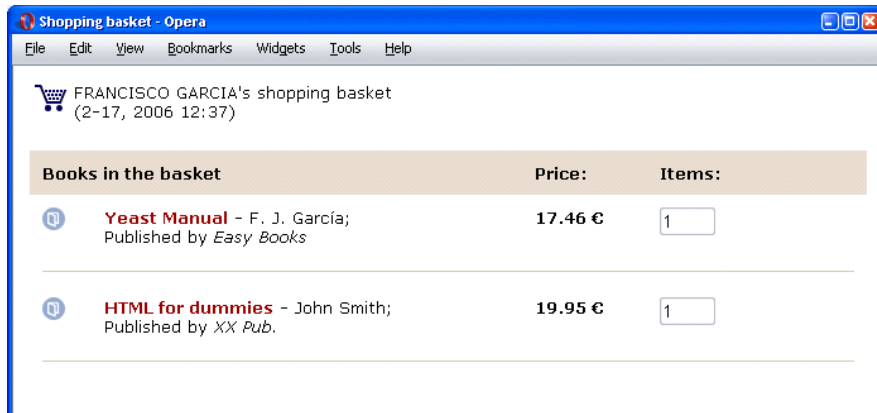 Shopping basket - Opera
File Edit View Bookmarks Widgets Tools Help
FRANCISCO GARCIA's shopping basket
(2-17, 2006 12:37)
Books in the basket Price: Items:
Yeast Manual - F. J. García; 17.46 € 1
Published by Easy Books
HTML for dummies - John Smith; 19.95 € 1
Published by XX Pub.